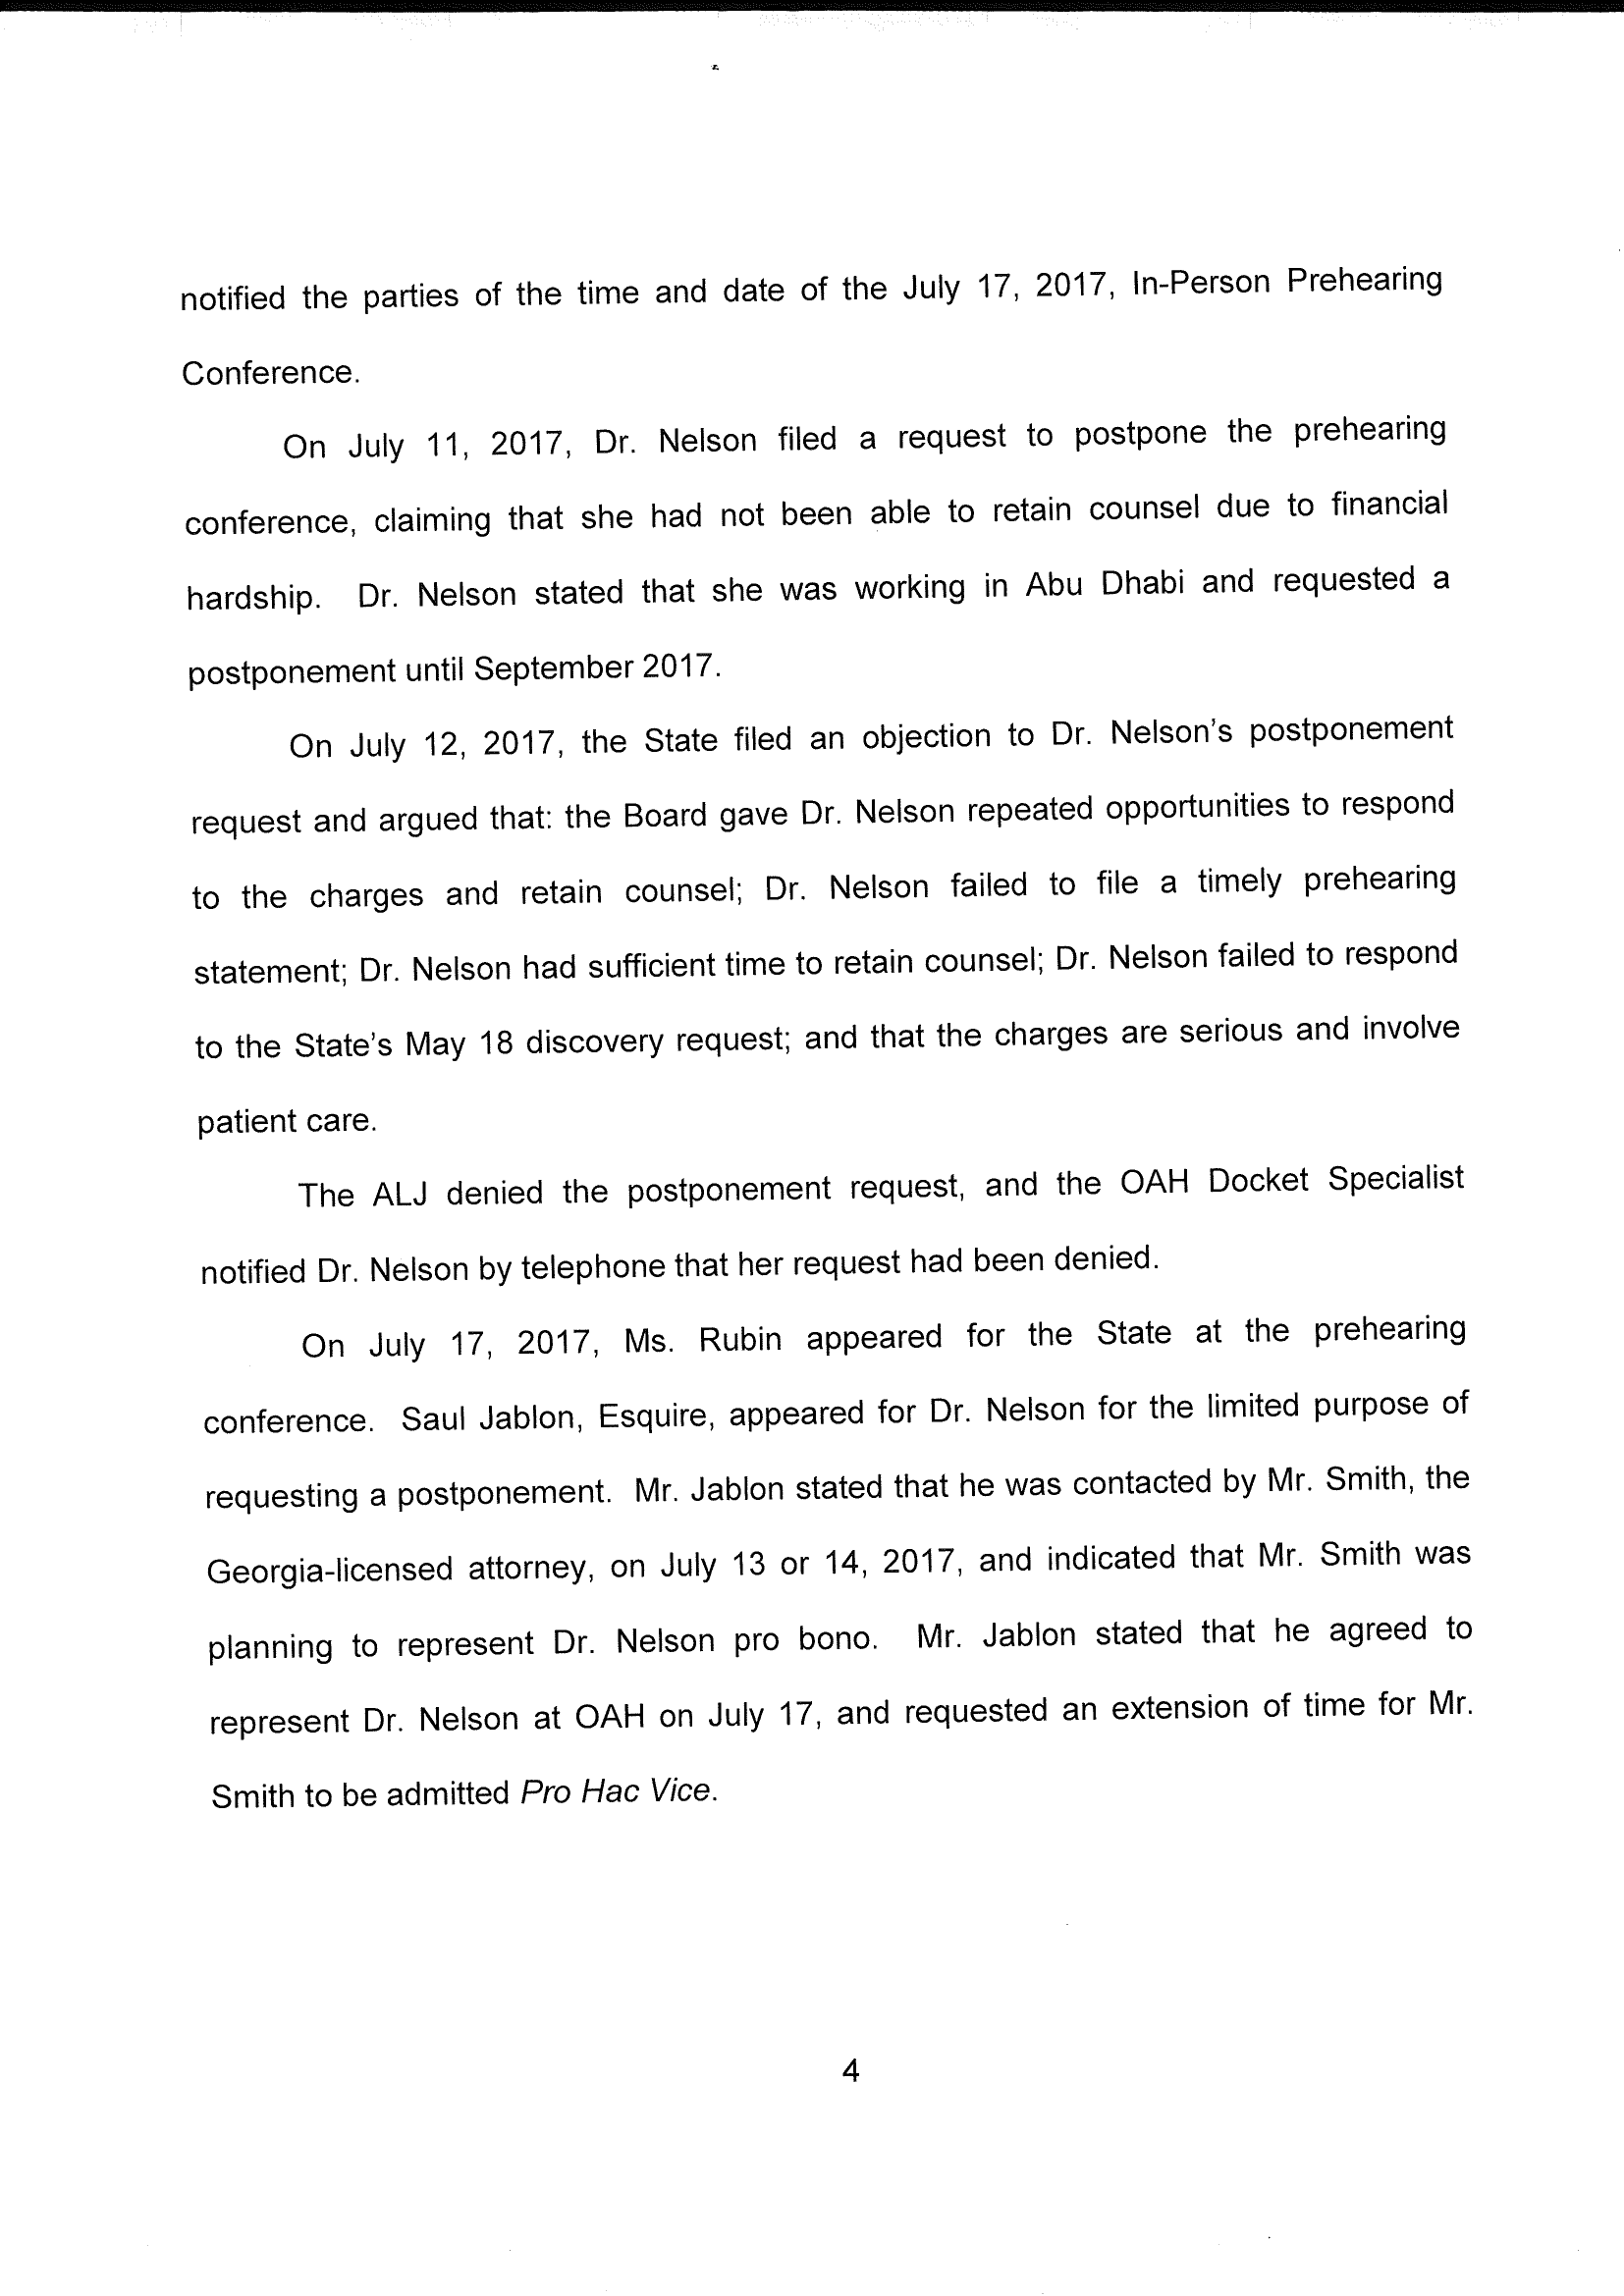 notified the parties of the time and date of the July 17, 2017, In-Person Prehearing
Conference.
On July 11, 2017, Dr. Nelson filed a request to postpone the prehearing
conference, claiming that she had not been able to retain counsel due to financial
hardship. Dr. Nelson stated that she was working in Abu Dhabi and requested a
postponement until September 2017.
On July 12, 2017, the State filed an objection to Dr. Nelson's postponement
request and argued that: the Board gave Dr. Nelson repeated opportunities to respond
to the charges and retain counsel; Dr. Nelson failed to file a timely prehearing
statement; Dr. Nelson had sufficient time to retain counsel; Dr. Nelson failed to respond
to the State's May 18 discovery request; and that the charges are serious and involve
patient care.
The ALJ denied the postponement request, and the OAH Docket Specialist
notified Dr. Nelson by telephone that her request had been denied.
On July 17, 2017, Ms. Rubin appeared for the State at the prehearing
conference. Saul Jablon, Esquire, appeared for Dr. Nelson for the limited purpose of
requesting a postponement. Mr. Jablon stated that he was contacted by Mr. Smith, the
Georgia-licensed attorney, on July 13 or 14, 2017, and indicated that Mr. Smith was
planning to represent Dr. Nelson pro bono. Mr. Jablon stated that he agreed to
represent Dr. Nelson at OAH on July 17, and requested an extension of time for Mr.
Smith to be admitted Pro Hac Vice.
4